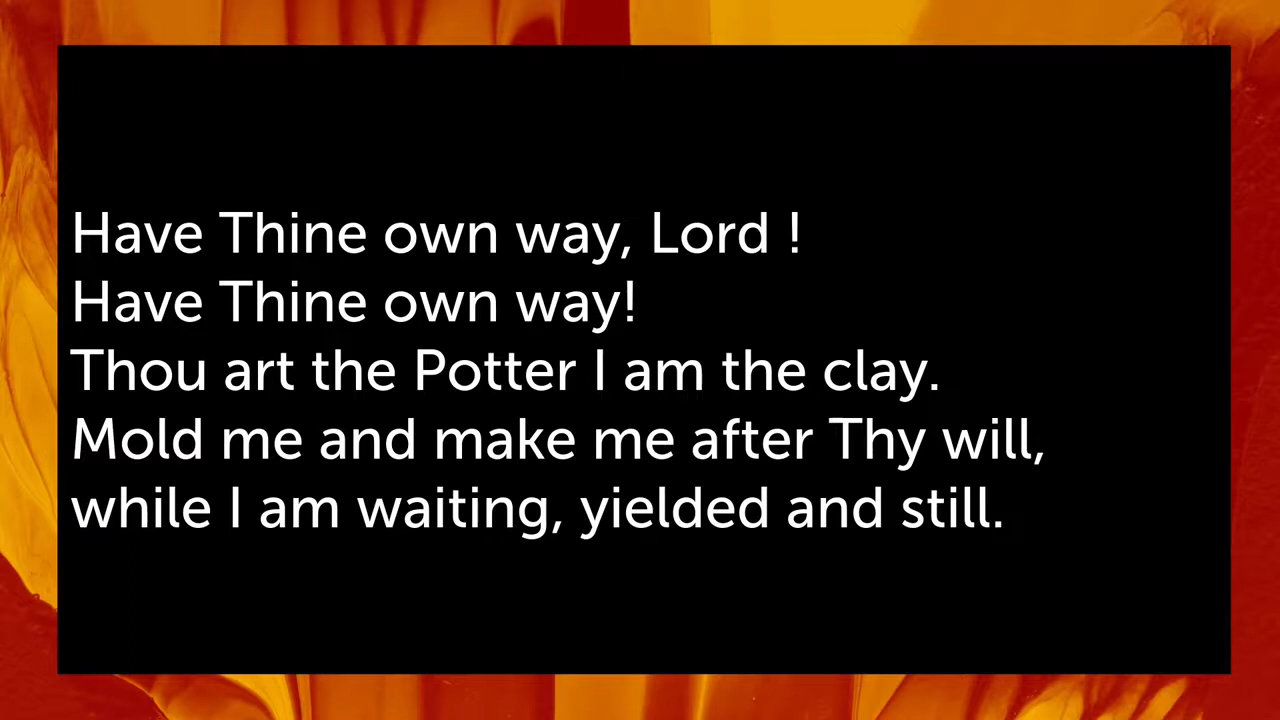 Have Thine own way, Lord !
Have Thine own way!
Thou art the Potter I am the clay.
Mold me and make me after Thy will,
while I am waiting, yielded and still.